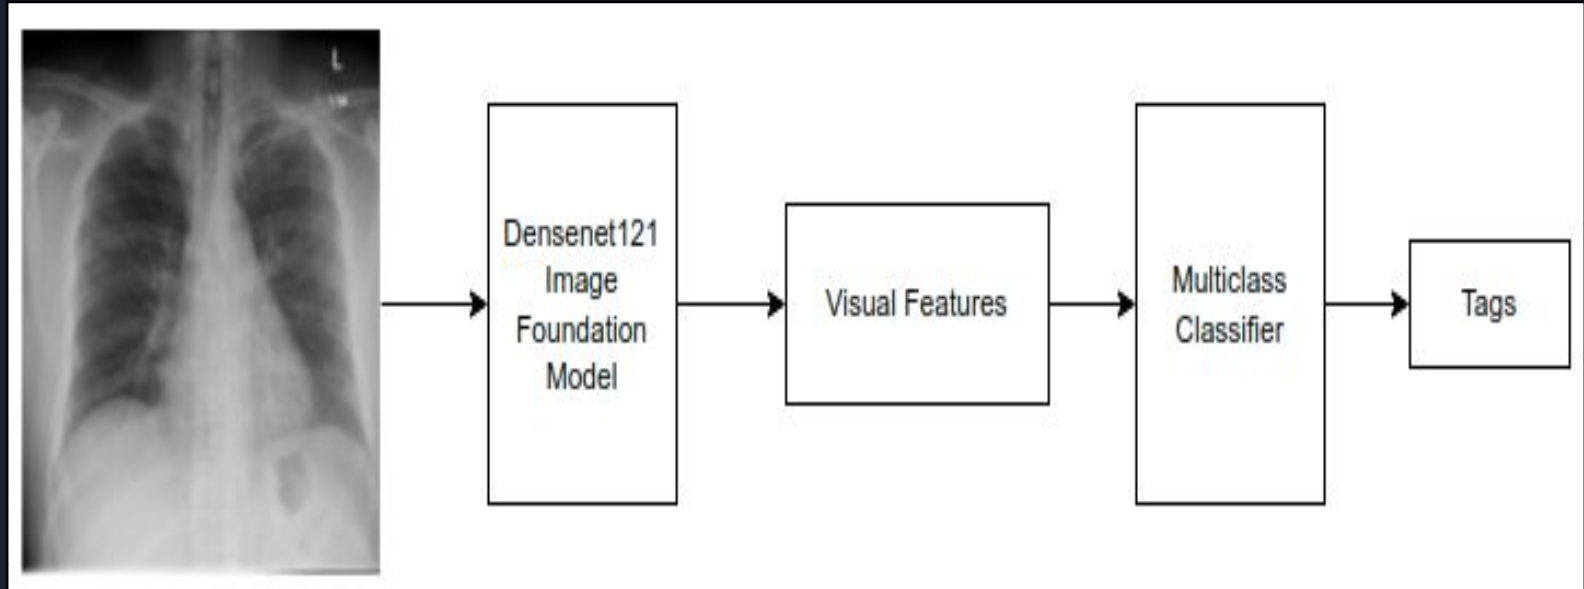 L
Densenet121
Image
Foundation
Model
Visual Features
Multiclass
Classifier
Tags